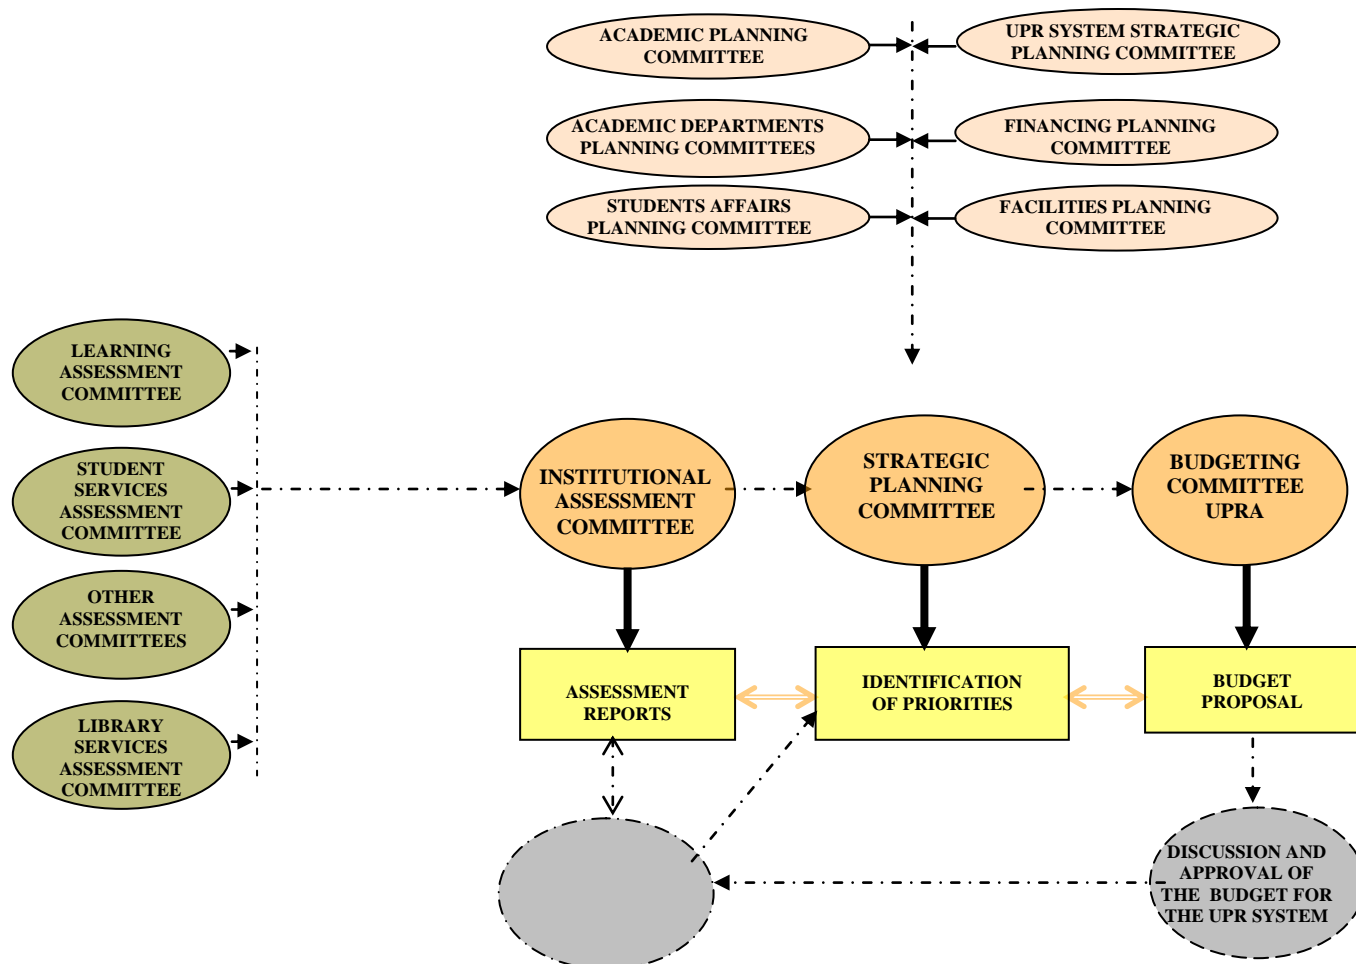 ACADEMIC PLANNING
COMMITTEE
UPR SYSTEM STRATEGIC
PLANNING COMMITTEE
ACADEMIC DEPARTMENTS
PLANNING COMMITTEES
FINANCING PLANNING
COMMITTEE
STUDENTS AFFAIRS
PLANNING COMMITTEE
FACILITIES PLANNING
COMMITTEE
LEARNING
ASSESSMENT
COMMITTEE
STUDENT
SERVICES
ASSESSMENT
COMMITTEE
OTHER
ASSESSMENT
COMMITTEES
LIBRARY
SERVICES
ASSESSMENT
COMMITTEE
INSTITUTIONAL
ASSESSMENT
COMMITTEE
STRATEGIC
PLANNING
COMMITTEE
BUDGETING
COMMITTEE
UPRA
ASSESSMENT
REPORTS
IDENTIFICATION
OF PRIORITIES
BUDGET
PROPOSAL
DISCUSSION AND
APPROVAL OF
THE BUDGET FOR
THE UPR SYSTEM